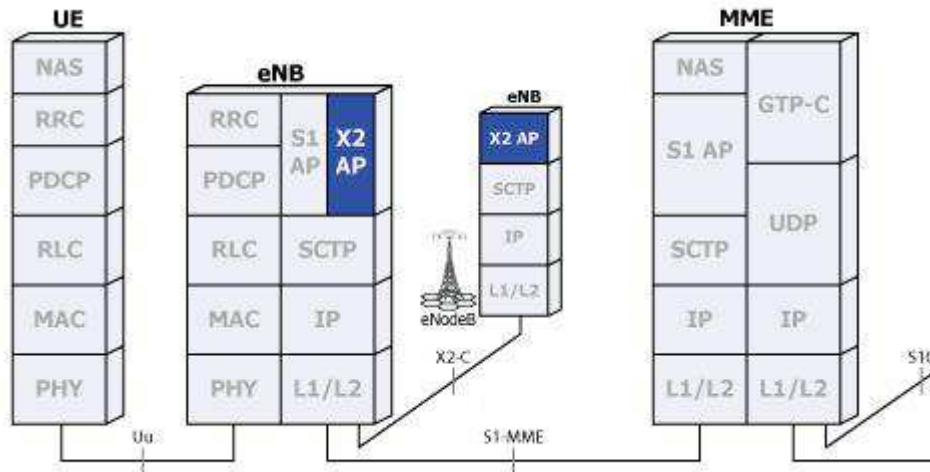 UE
NAS
RRC
PDCP
RLC
MAC
PHY
eNB
RRC
PDCP
RLC
MAC
PHY
S1
AP
X2
AP
SCTP
IP
L1/L2
eNB
X2 AP
SCTP
IP
L1/L2
eNodeB
MME
NAS
S1 AP
SCTP
IP
L1/L2
GTP-C
UDP
IP
L1/L2
Uu
X2-C
S1-MME